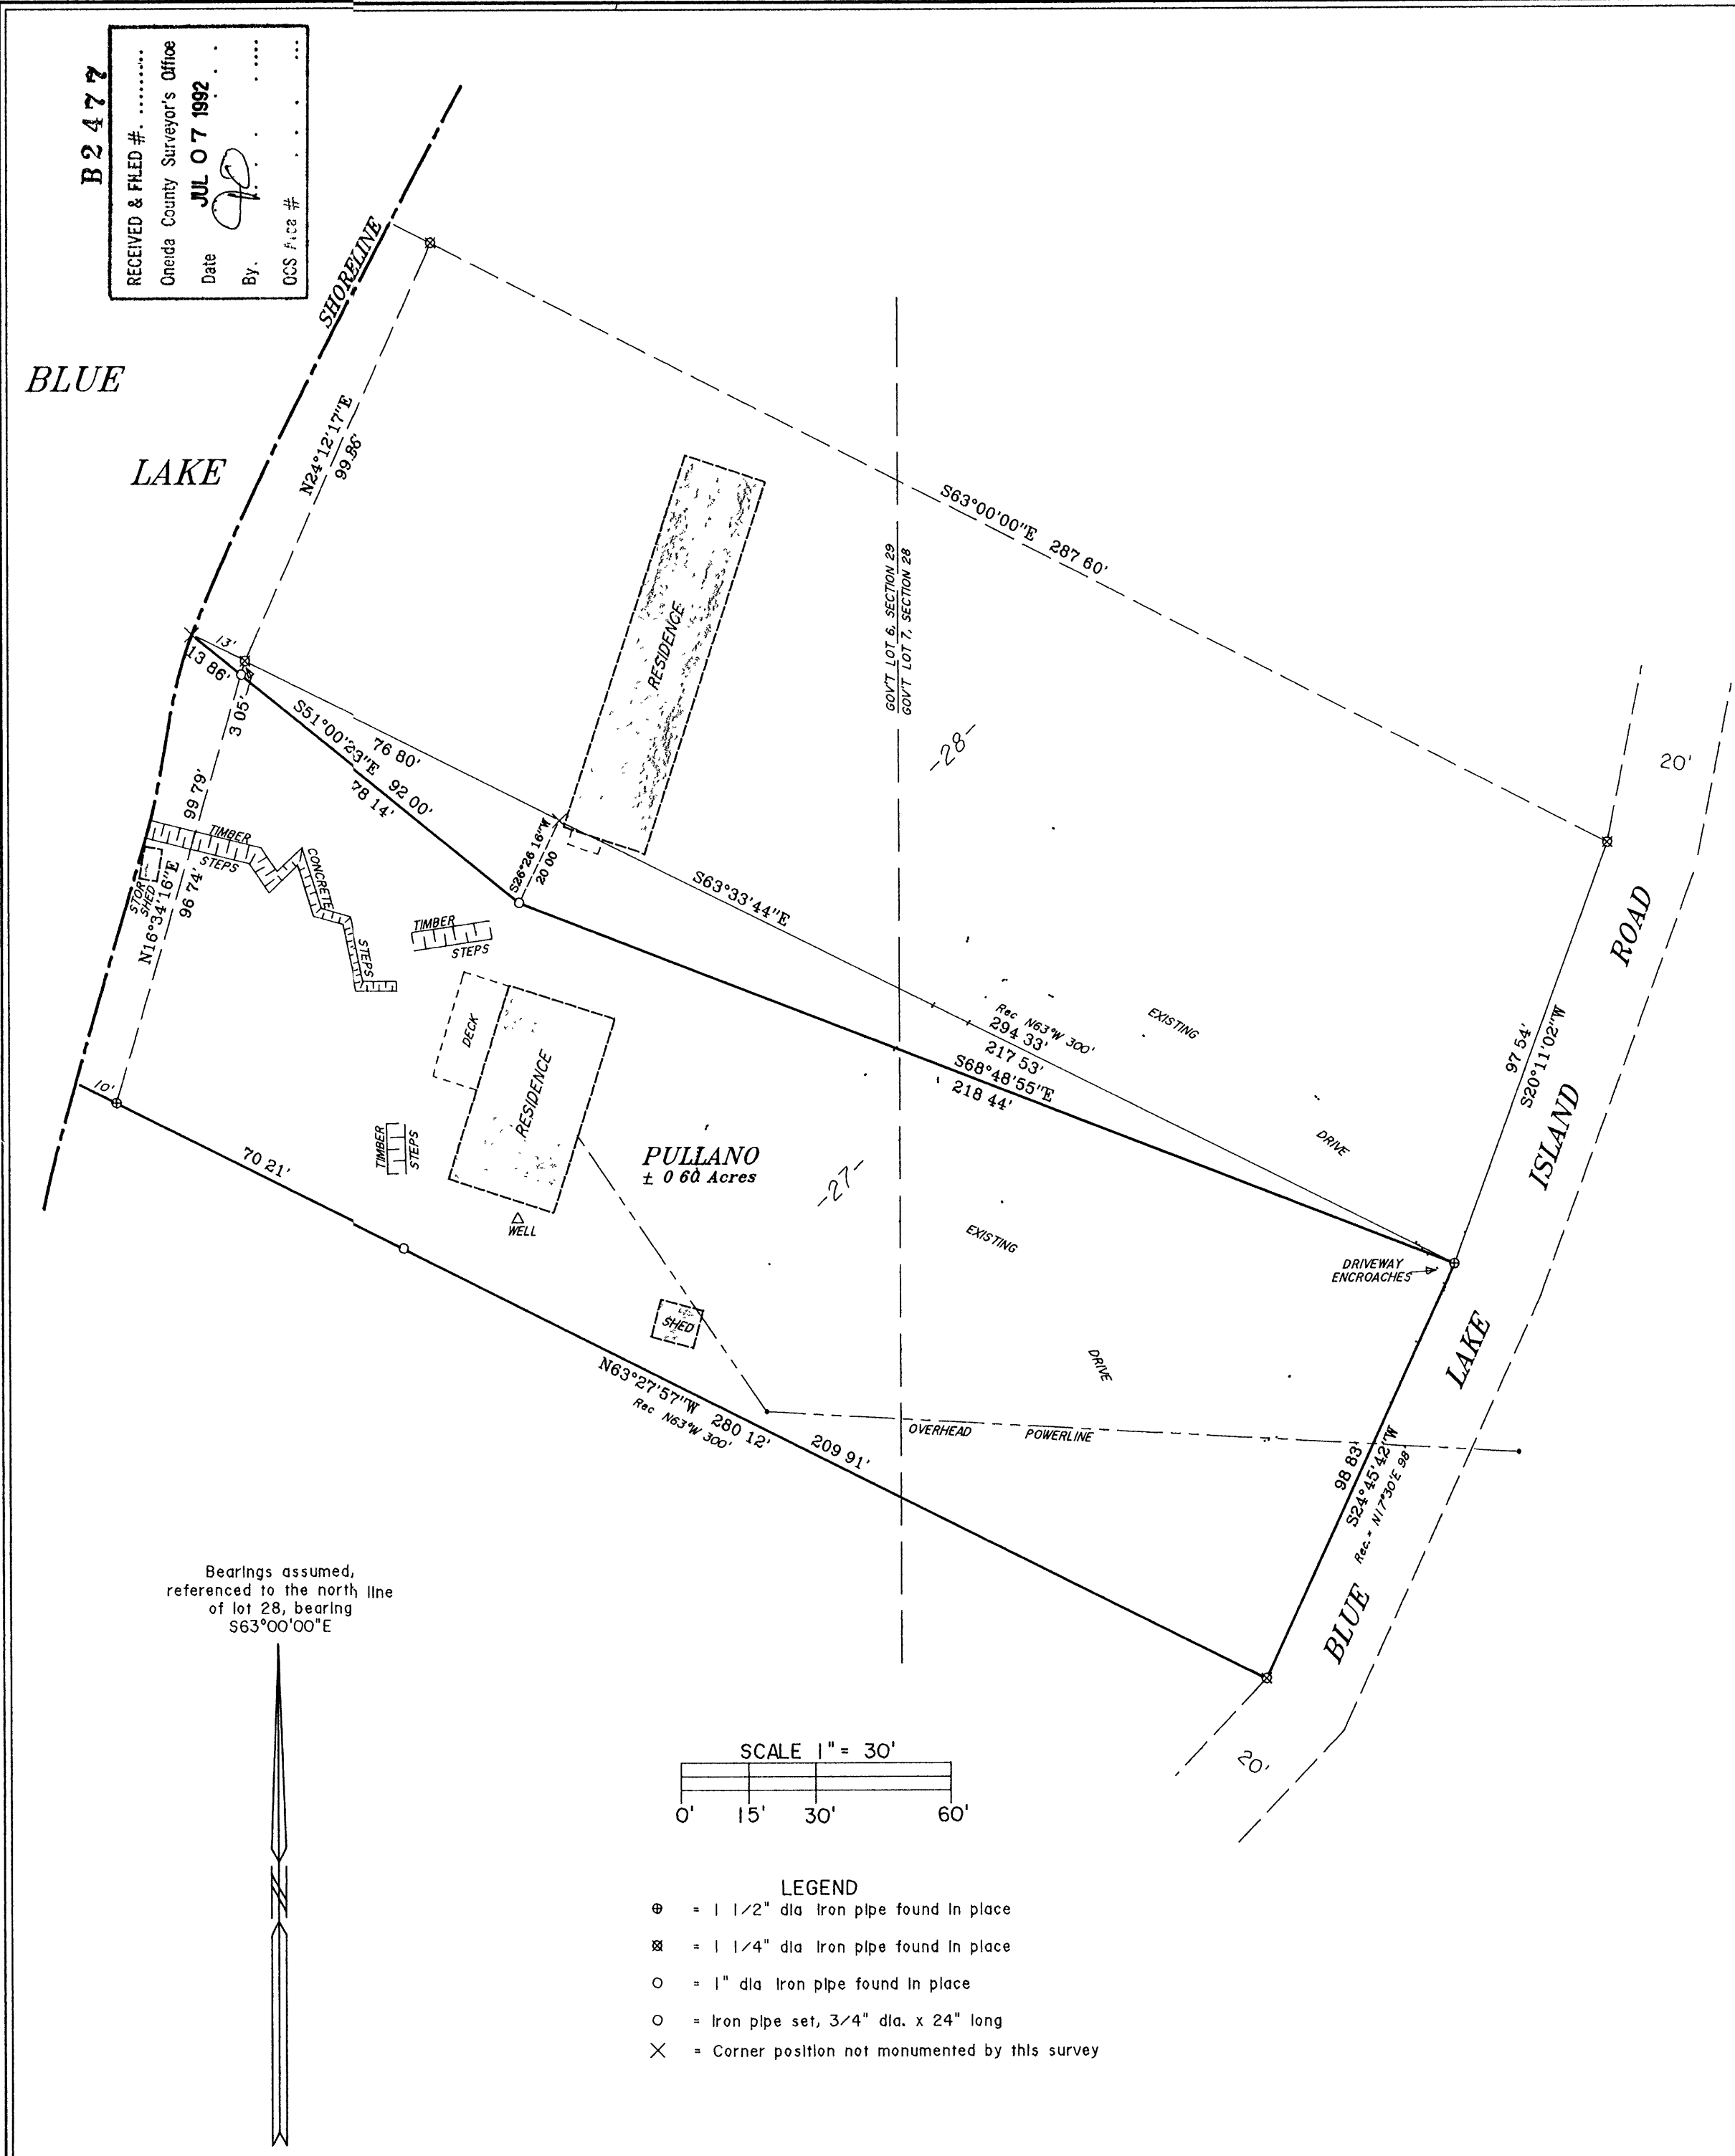 B2477
RECEIVED & FILED #.........
Oneida County Surveyor's Office
Date JUL 07 1992
By.
OCS Area #
BLUE
LAKE
SHORELINE
N24°12'17"E
99.86'
S63°00'00"E 287 60'
GOV'T LOT 6, SECTION 29
GOV'T LOT 7, SECTION 28
RESIDENCE
-28-
20'
13'
13 86'
3 05'
S51°00'23"E 92 00'
76 80'
78 14'
99 79'
S26°26 16"W
20 00
S63°33'44"E
TIMBER
STEPS
CONCRETE
STEPS
STOR
SHED
N16°34'16"E
96 74'
TIMBER
STEPS
DECK
RESIDENCE
Rec N63°W 300'
294 33'
217 53'
S68°48'55"E
218 44'
EXISTING
DRIVE
97 54'
S20°11'02"W
ROAD
ISLAND
LAKE
BLUE
10'
70 21'
TIMBER
STEPS
PULLANO
± 0 60 Acres
-27-
WELL
EXISTING
DRIVE
DRIVEWAY
ENCROACHES
SHED
N63°27'57"W 280 12'
Rec N63°W 300'
209 91'
OVERHEAD POWERLINE
98 83'
S24°45'42"W
Rec.= N17°30'E 98'
20'
Bearings assumed,
referenced to the north line
of lot 28, bearing
S63°00'00"E
N
SCALE 1" = 30'
0' 15' 30' 60'
LEGEND
= 1 1/2" dia iron pipe found in place
= 1 1/4" dia iron pipe found in place
= 1" dia iron pipe found in place
= Iron pipe set, 3/4" dia. x 24" long
= Corner position not monumented by this survey